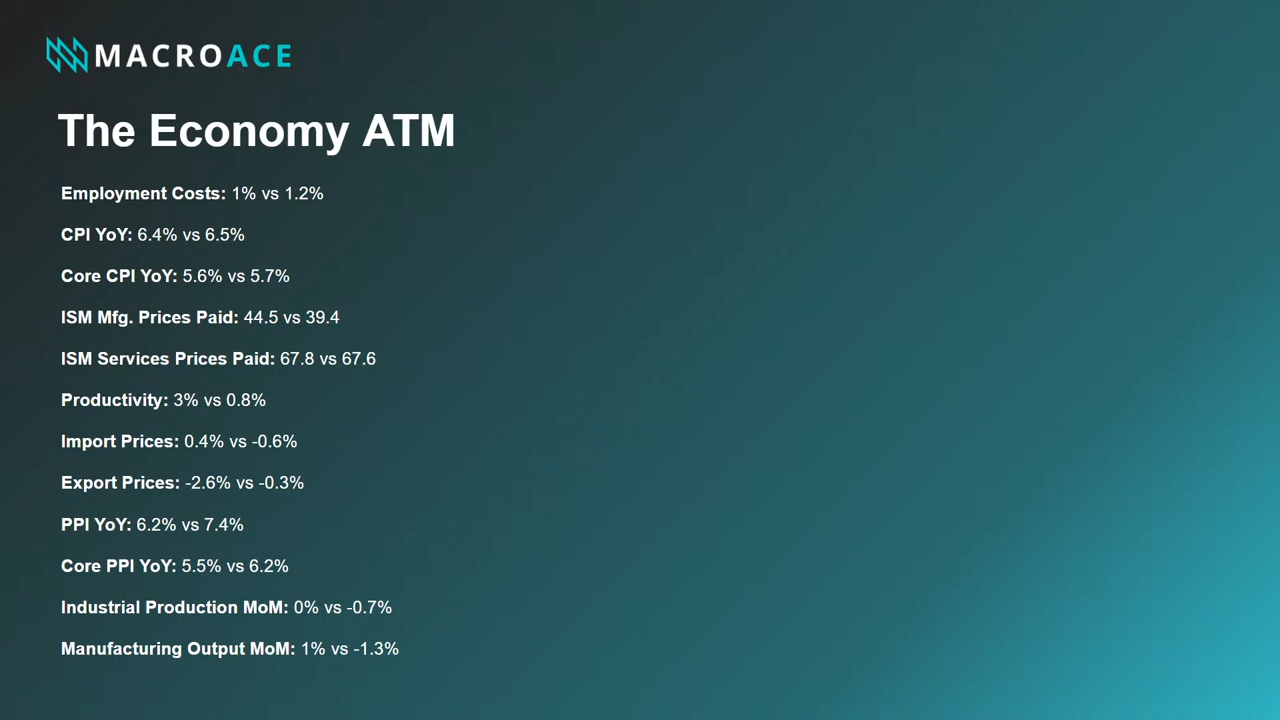 MACROACE
The Economy ATM
Employment Costs: 1% vs 1.2%
CPI YoY: 6.4% vs 6.5%
Core CPI YoY: 5.6% vs 5.7%
ISM Mfg. Prices Paid: 44.5 vs 39.4
ISM Services Prices Paid: 67.8 vs 67.6
Productivity: 3% vs 0.8%
Import Prices: 0.4% vs -0.6%
Export Prices: -2.6% vs -0.3%
PPI YoY: 6.2% vs 7.4%
Core PPI YoY: 5.5% vs 6.2%
Industrial Production MoM: 0% vs -0.7%
Manufacturing Output MoM: 1% vs -1.3%